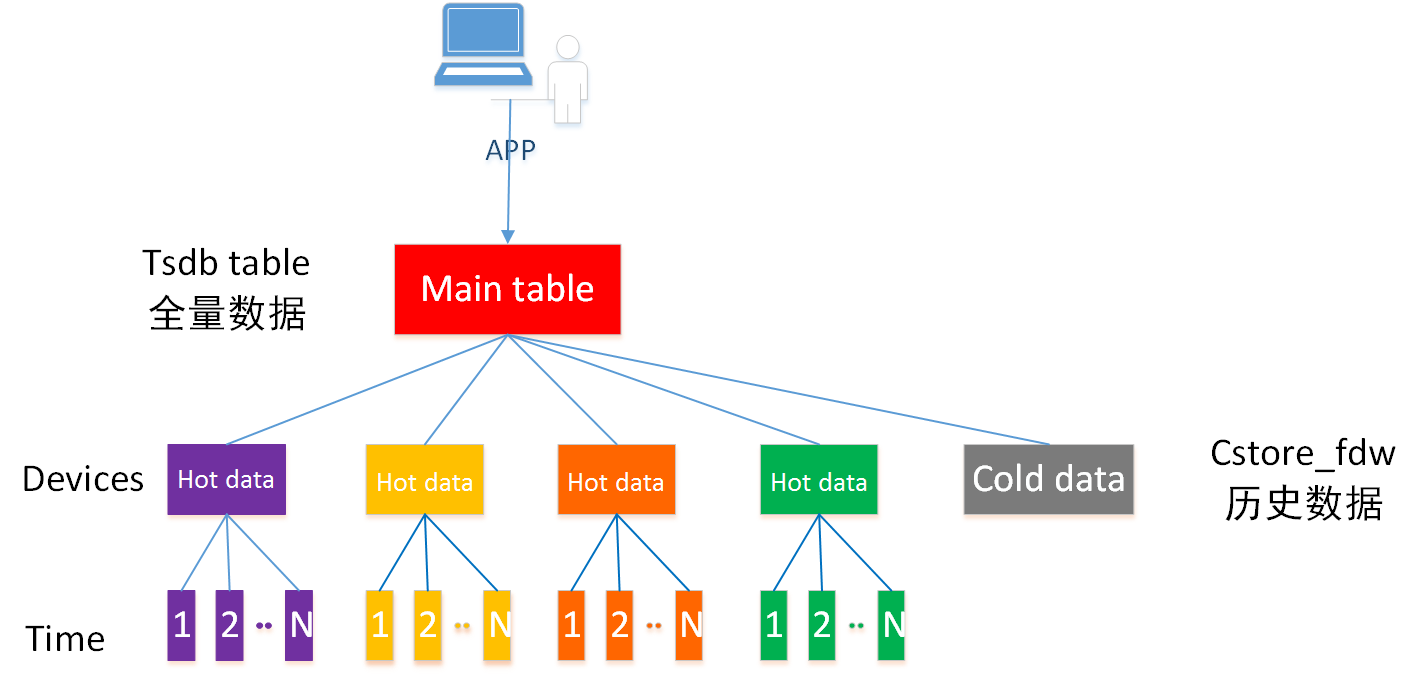 APP
Tsdb table
全量数据
Main table
Devices
Hot data
Hot data
Hot data
Hot data
Cold data
Cstore_fdw
历史数据
Time
1 2 ·· N
1 2 ·· N
1 2 ·· N
1 2 ·· N